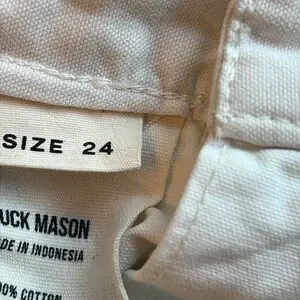 SIZE 24
UCK MASON
DE IN INDONESIA
00% COTTON